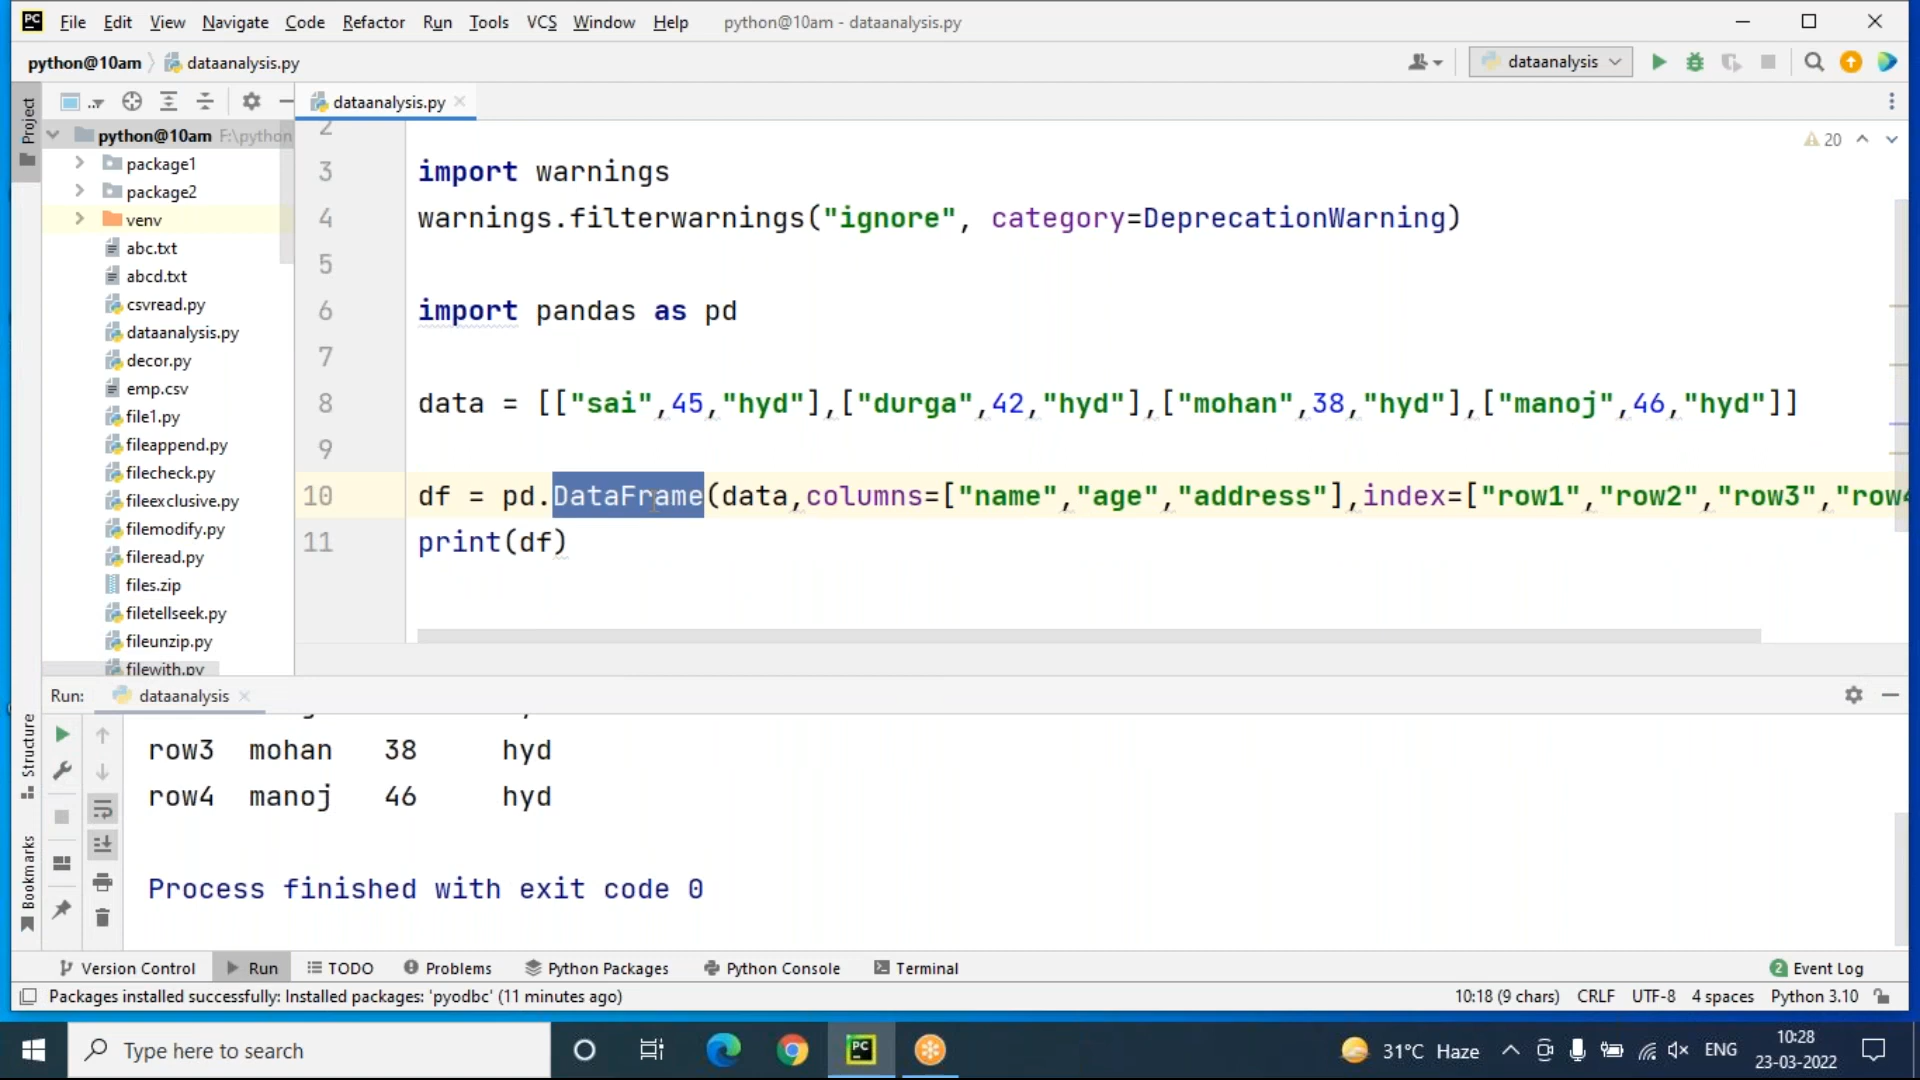 PC File Edit View Navigate Code Refactor Run Tools VCS Window Help python@10am - dataanalysis.py
python@10am dataanalysis.py dataanalysis
Project
dataanalysis.py
python@10am F:\python
package1
package2
venv
abc.txt
abcd.txt
csvread.py
dataanalysis.py
decor.py
emp.csv
file1.py
fileappend.py
filecheck.py
fileexclusive.py
filemodify.py
fileread.py
files.zip
filetellseek.py
fileunzip.py
filewith.py
20
2
3 import warnings
4 warnings.filterwarnings("ignore", category=DeprecationWarning)
5
6 import pandas as pd
7
8 data = [["sai",45,"hyd"],["durga",42,"hyd"],["mohan",38,"hyd"],["manoj",46,"hyd"]]
9
10 df = pd.DataFrame(data,columns=["name","age","address"],index=["row1","row2","row3","row4
11 print(df)
Run: dataanalysis
Structure
Bookmarks
row3 mohan 38 hyd
row4 manoj 46 hyd
Process finished with exit code 0
Version Control Run TODO Problems Python Packages Python Console Terminal 2 Event Log
Packages installed successfully: Installed packages: 'pyodbc' (11 minutes ago) 10:18 (9 chars) CRLF UTF-8 4 spaces Python 3.10
Type here to search PC 31°C Haze ENG 10:28
23-03-2022